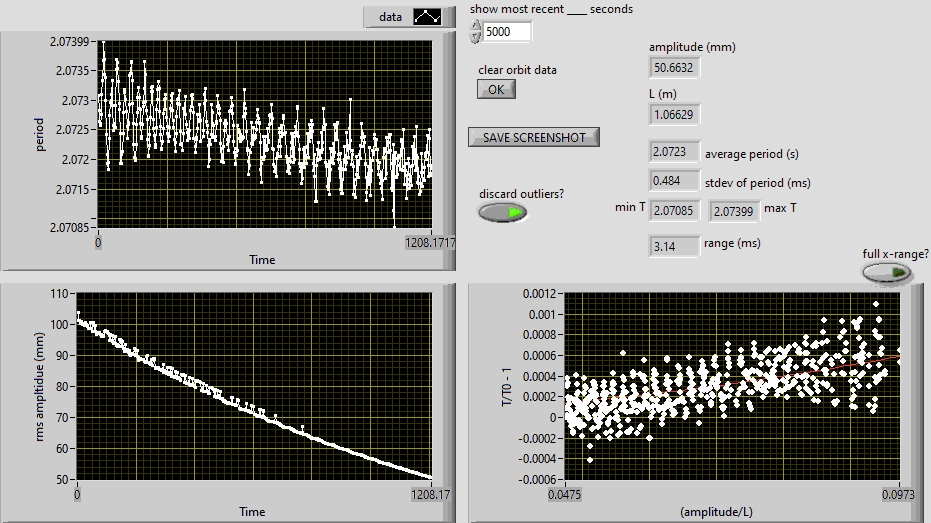 data
show most recent ____ seconds
5000
clear orbit data
OK
SAVE SCREENSHOT
discard outliers?
amplitude (mm)
50.6632
L (m)
1.06629
2.0723 average period (s)
0.484 stdev of period (ms)
min T 2.07085 2.07399 max T
3.14 range (ms)
full x-range?
period
2.07399
2.0735
2.073
2.0725
2.072
2.0715
2.07085
0 1208.1717
Time
rms ampltidue (mm)
110
100
90
80
70
60
50
0 1208.17
Time
T/T0 - 1
0.0012
0.001
0.0008
0.0006
0.0004
0.0002
0
-0.0002
-0.0004
-0.0006
0.0475 0.0973
(amplitude/L)